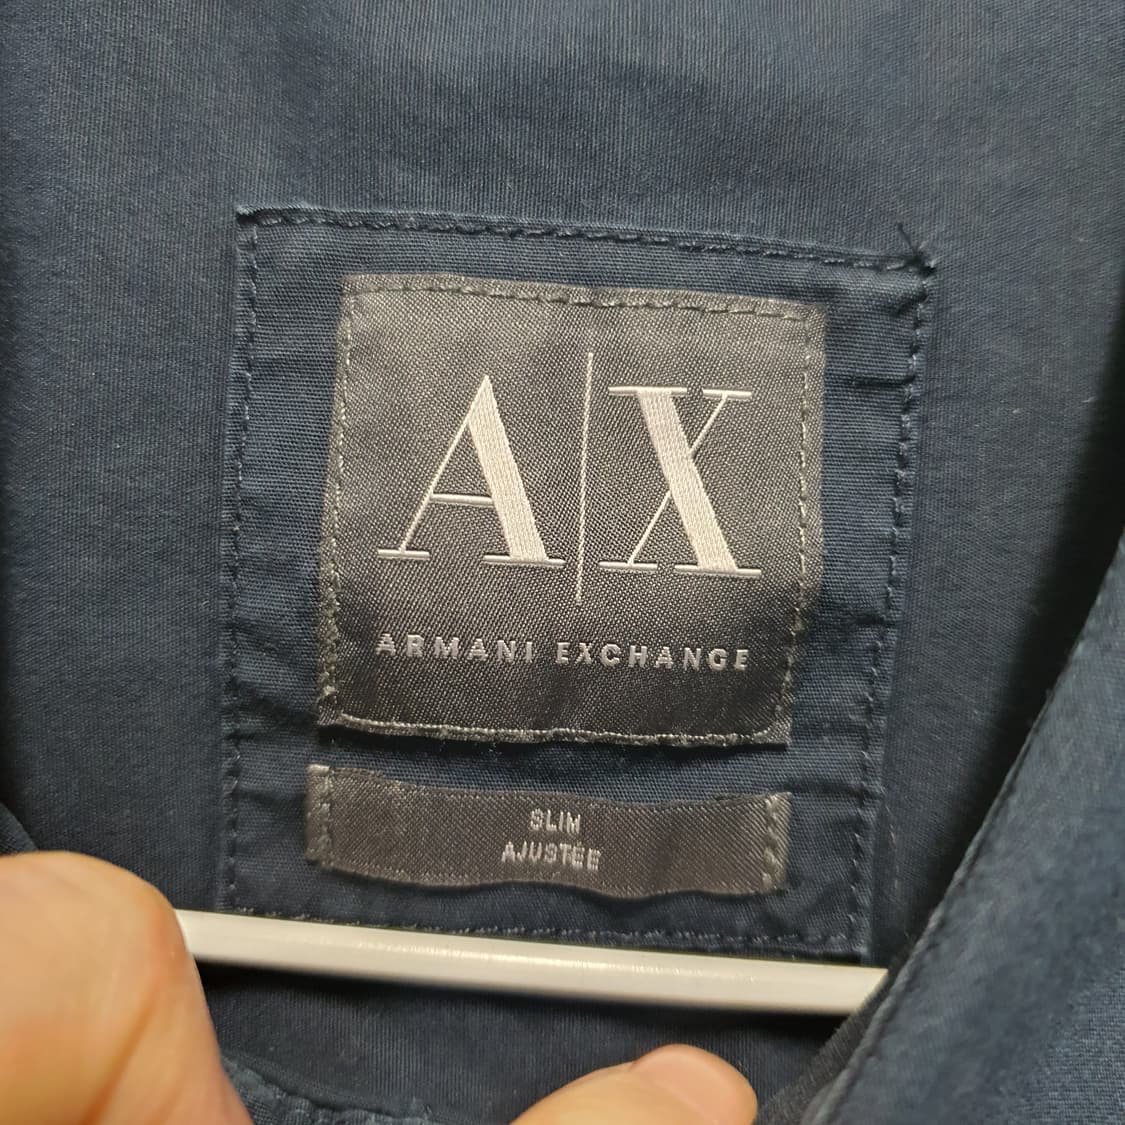 A|X
ARMANI EXCHANGE
SLIM
AJUSTÉE